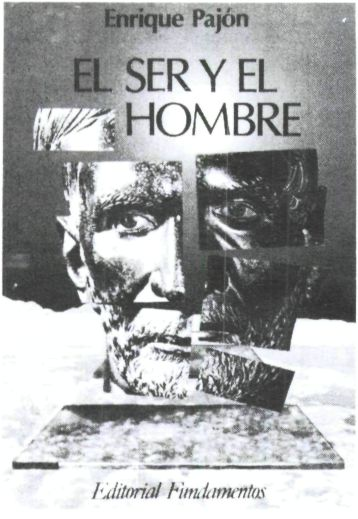 Enrique Pajón
EL SER Y EL
HOMBRE
Editorial Fundamentos